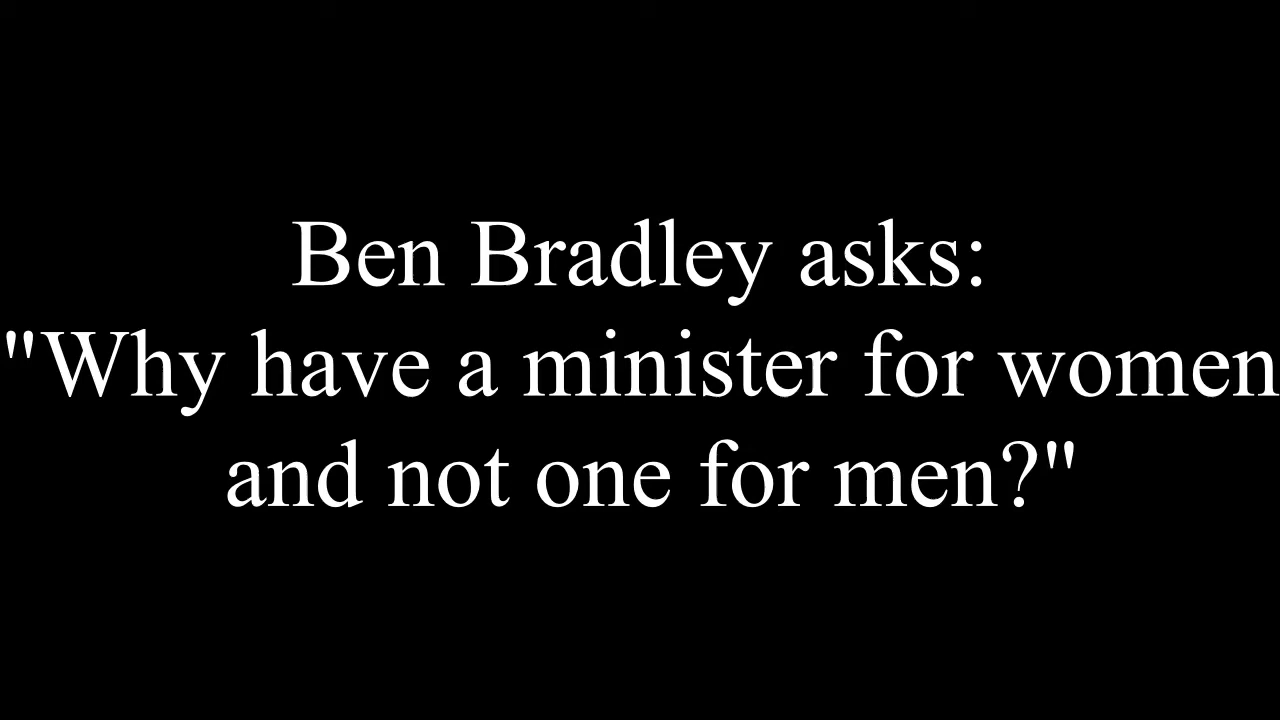 Ben Bradley asks:
"Why have a minister for women
and not one for men?"